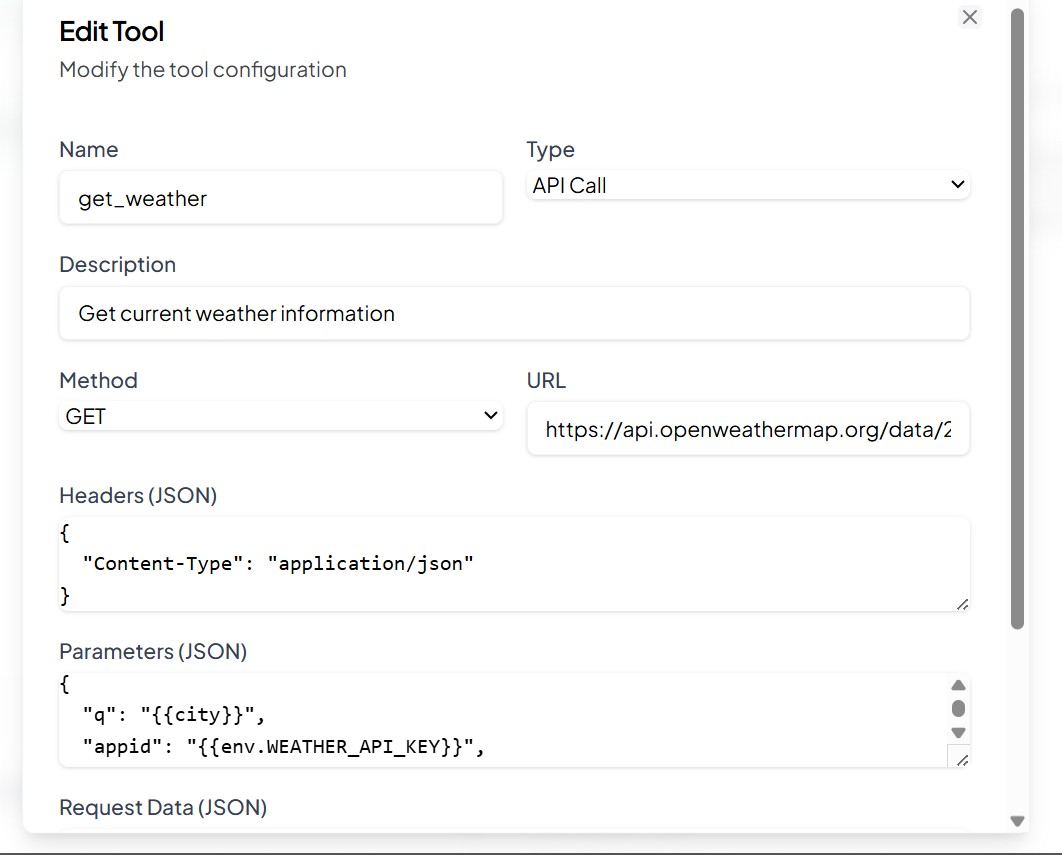 Edit Tool
Modify the tool configuration
Name
Type
get_weather
API Call
Description
Get current weather information
Method
URL
GET
https://api.openweathermap.org/data/2
Headers (JSON)
{
  "Content-Type": "application/json"
}
Parameters (JSON)
{
  "q": "{{city}}",
  "appid": "{{env.WEATHER_API_KEY}}",
Request Data (JSON)